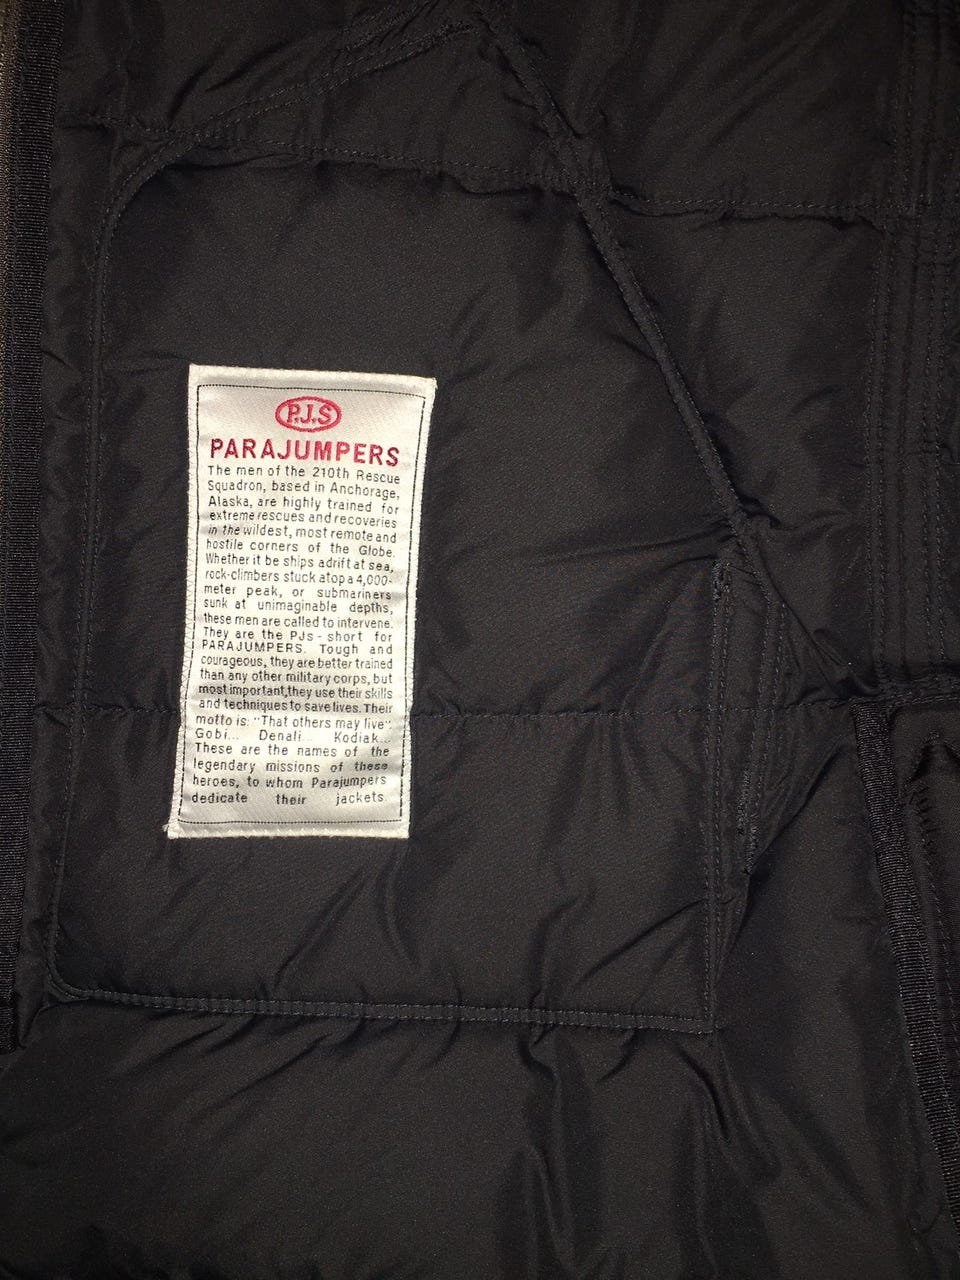 P.J.S
PARAJUMPERS
The men of the 210th Rescue
Squadron, based in Anchorage,
Alaska, are highly trained for
extreme rescues and recoveries
in the wildest, most remote and
hostile corners of the Globe.
Whether it be ships adrift at sea,
rock-climbers stuck atop a 4,000-
meter peak, or submariners
sunk at unimaginable depths,
these men are called to intervene.
They are the PJs - short for
PARAJUMPERS. Tough and
courageous, they are better trained
than any other military corps, but
most important,they use their skills
and techniques to save lives. Their
motto is: "That others may live".
Gobi... Denali... Kodiak...
These are the names of the
legendary missions of these
heroes, to whom Parajumpers
dedicate their jackets.